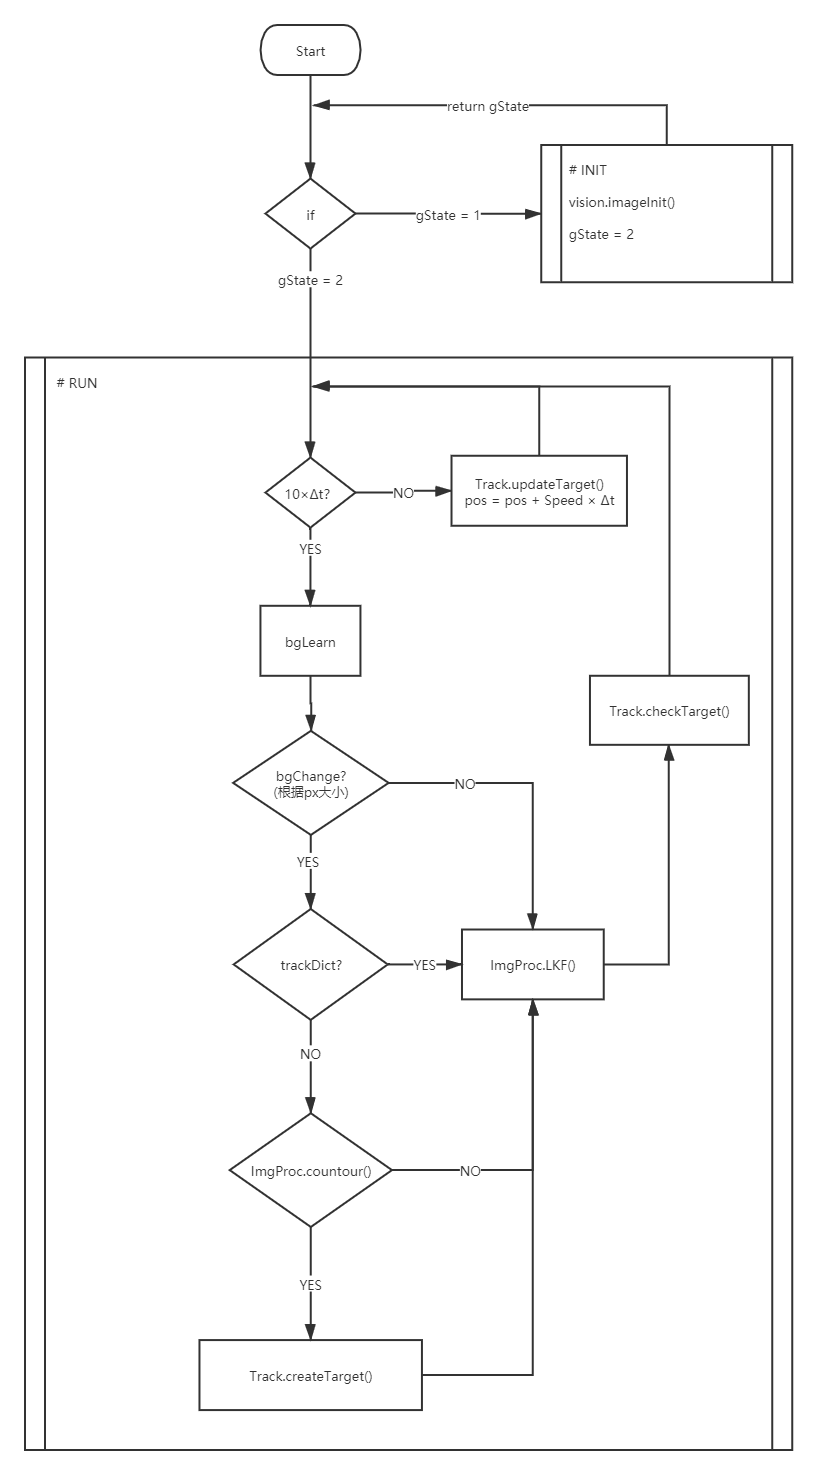 Start
return gState
# INIT
vision.imageInit()
gState = 2
if
gState = 1
gState = 2
# RUN
10×Δt?
NO
Track.updateTarget()
pos = pos + Speed × Δt
YES
bgLearn
Track.checkTarget()
bgChange?
(根据px大小)
NO
YES
trackDict?
YES
ImgProc.LKF()
NO
ImgProc.countour()
NO
YES
Track.createTarget()